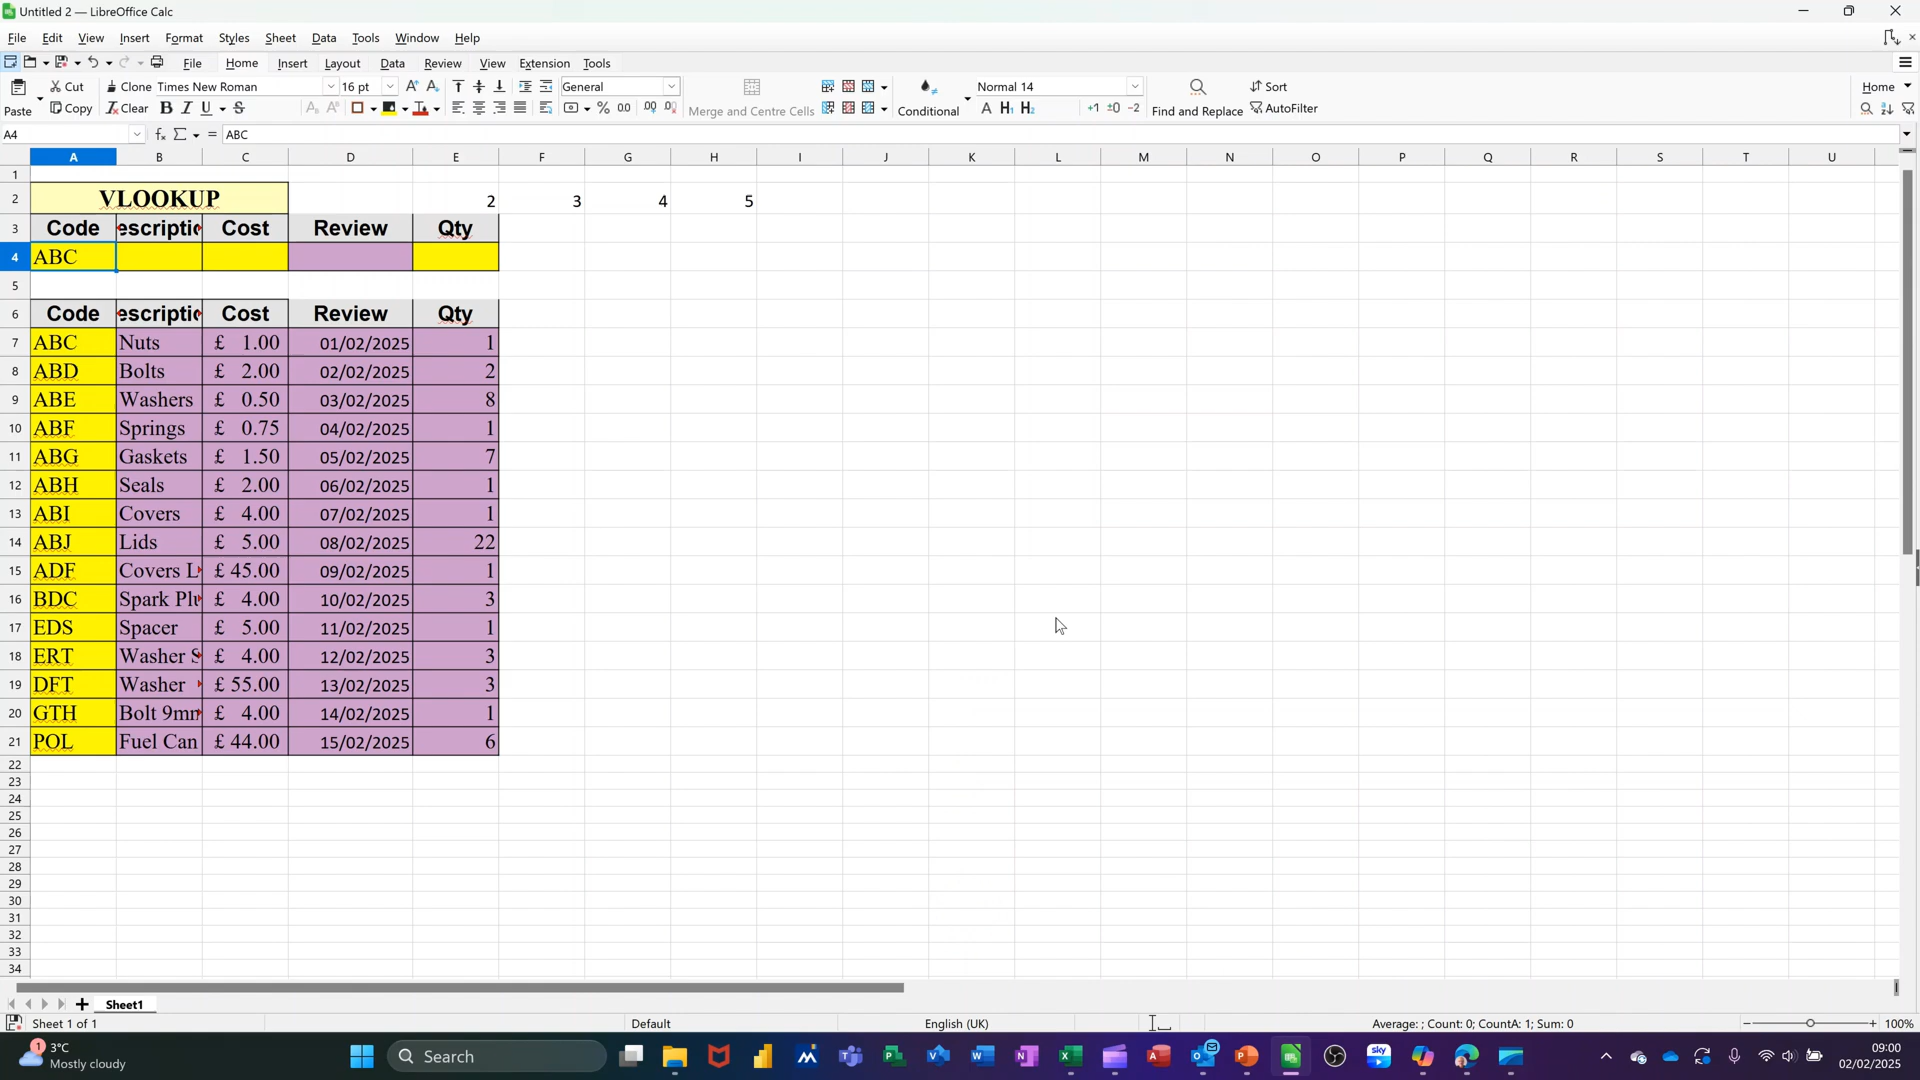 Untitled 2 — LibreOffice Calc
File Edit View Insert Format Styles Sheet Data Tools Window Help
File Home Insert Layout Data Review View Extension Tools
Paste Cut Copy Clone Clear Times New Roman 16 pt General Merge and Centre Cells Conditional Normal 14 Find and Replace Sort AutoFilter Home
A4 = ABC
A B C D E F G H I J K L M N O P Q R S T U
1
2 VLOOKUP 2 3 4 5
3 Code escriptio Cost Review Qty
4 ABC
5
6 Code escriptio Cost Review Qty
7 ABC Nuts £ 1.00 01/02/2025 1
8 ABD Bolts £ 2.00 02/02/2025 2
9 ABE Washers £ 0.50 03/02/2025 8
10 ABF Springs £ 0.75 04/02/2025 1
11 ABG Gaskets £ 1.50 05/02/2025 7
12 ABH Seals £ 2.00 06/02/2025 1
13 ABI Covers £ 4.00 07/02/2025 1
14 ABJ Lids £ 5.00 08/02/2025 22
15 ADF Covers L £ 45.00 09/02/2025 1
16 BDC Spark Plu £ 4.00 10/02/2025 3
17 EDS Spacer £ 5.00 11/02/2025 1
18 ERT Washer S £ 4.00 12/02/2025 3
19 DFT Washer £ 55.00 13/02/2025 3
20 GTH Bolt 9mm £ 4.00 14/02/2025 1
21 POL Fuel Can £ 44.00 15/02/2025 6
22
23
24
25
26
27
28
29
30
31
32
33
34
Sheet1
Sheet 1 of 1 Default English (UK) Average: ; Count: 0; CountA: 1; Sum: 0 100%
3°C
Mostly cloudy
Search
09:00
02/02/2025